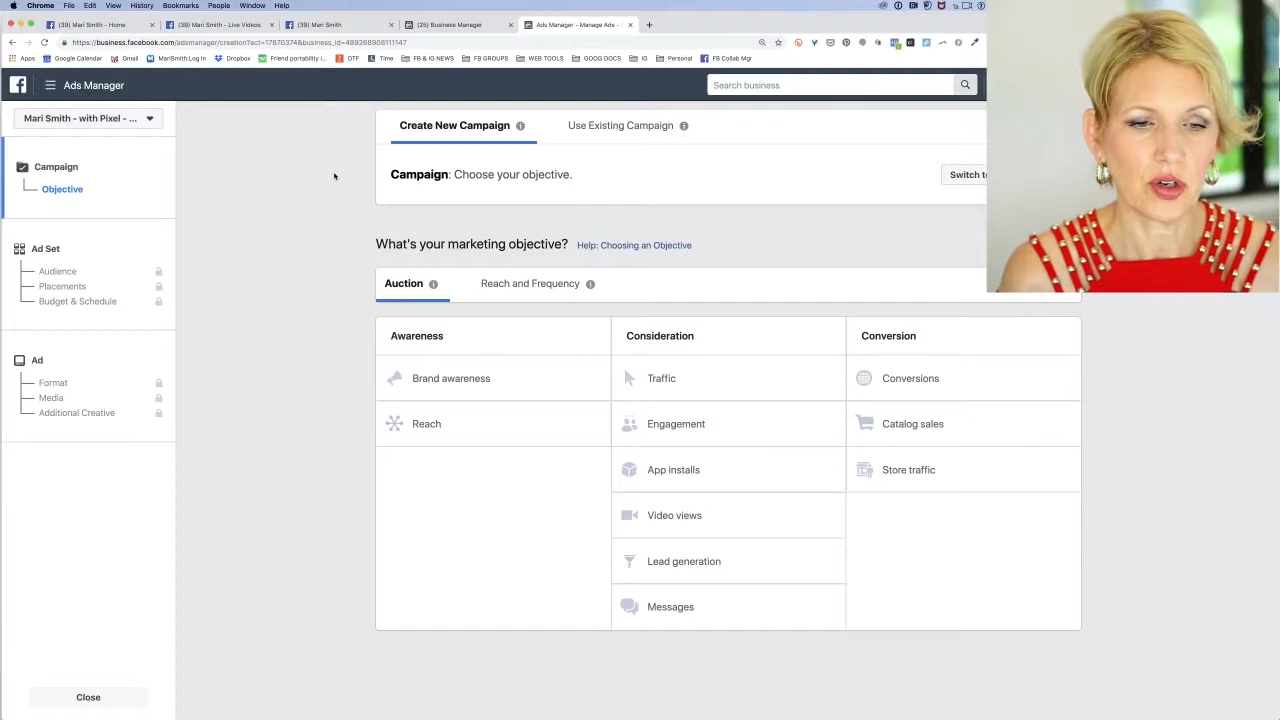 Chrome File Edit View History Bookmarks People Window Help
(39) Mari Smith - Home
(39) Mari Smith - Live Videos
(39) Mari Smith
(25) Business Manager
Ads Manager - Manage Ads -
https://business.facebook.com/adsmanager/creation?act=17870374&business_id=489268908111147
Apps Google Calendar Gmail MariSmith:Log In Dropbox Friend portability i... OTF Time FB & IG NEWS FB GROUPS WEB TOOLS GOOG DOCS IG Personal FB Collab Mgr
Ads Manager
Search business
Mari Smith - with Pixel - ...
Campaign
Objective
Ad Set
Audience
Placements
Budget & Schedule
Ad
Format
Media
Additional Creative
Close
Create New Campaign
Use Existing Campaign
Campaign: Choose your objective.
Switch to
What's your marketing objective? Help: Choosing an Objective
Auction
Reach and Frequency
Awareness
Consideration
Conversion
Brand awareness
Traffic
Conversions
Reach
Engagement
Catalog sales
App installs
Store traffic
Video views
Lead generation
Messages